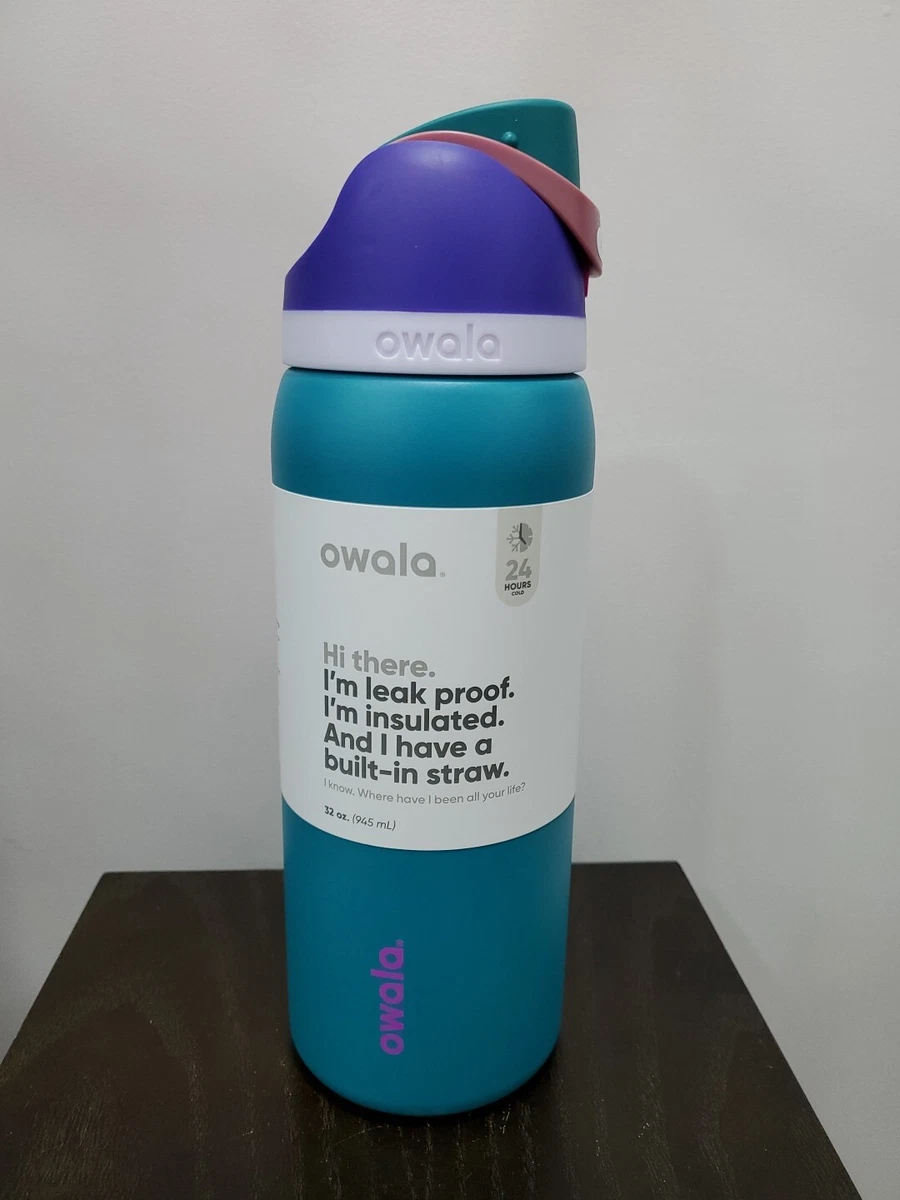 owala
owala®
24
HOURS
COLD
Hi there.
I'm leak proof.
I'm insulated.
And I have a
built-in straw.
I know. Where have I been all your life?
32 oz. (945 mL)
owala.